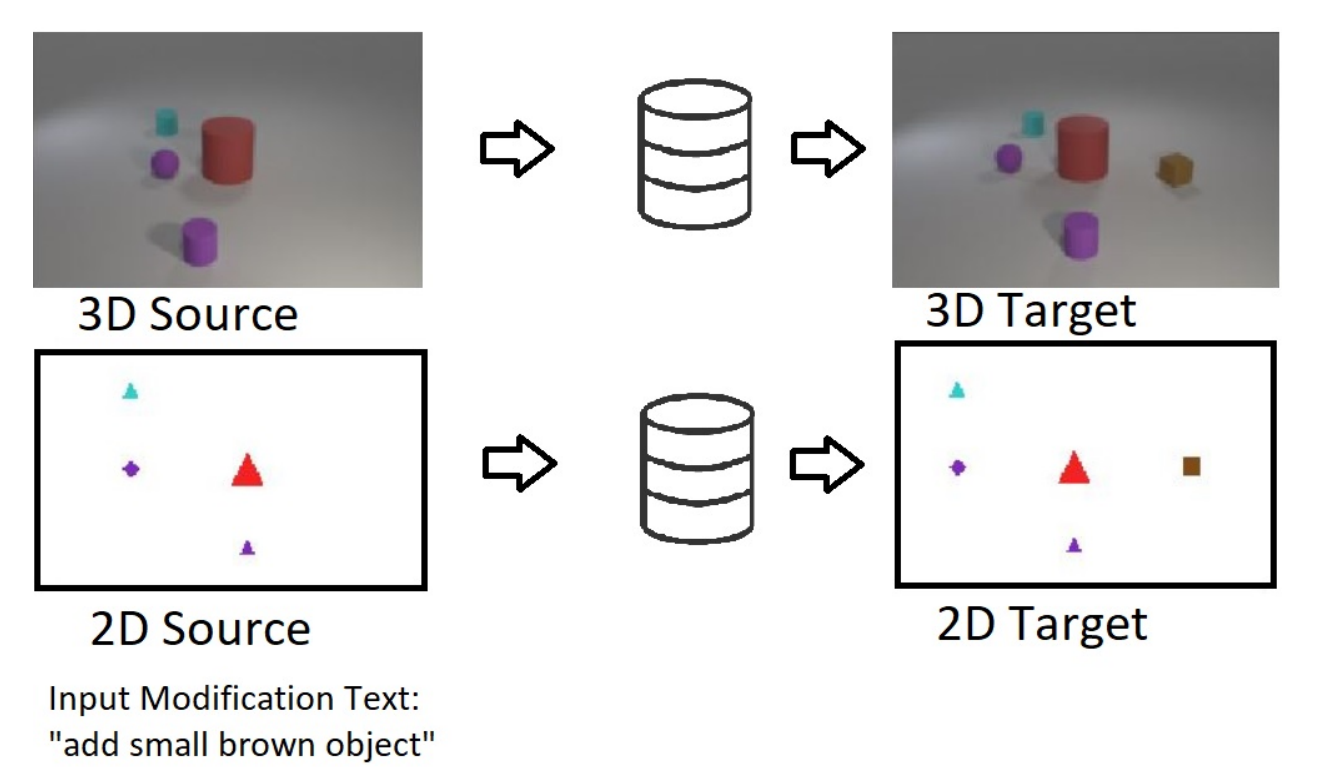 3D Source
3D Target
2D Source
2D Target
Input Modification Text:
"add small brown object"